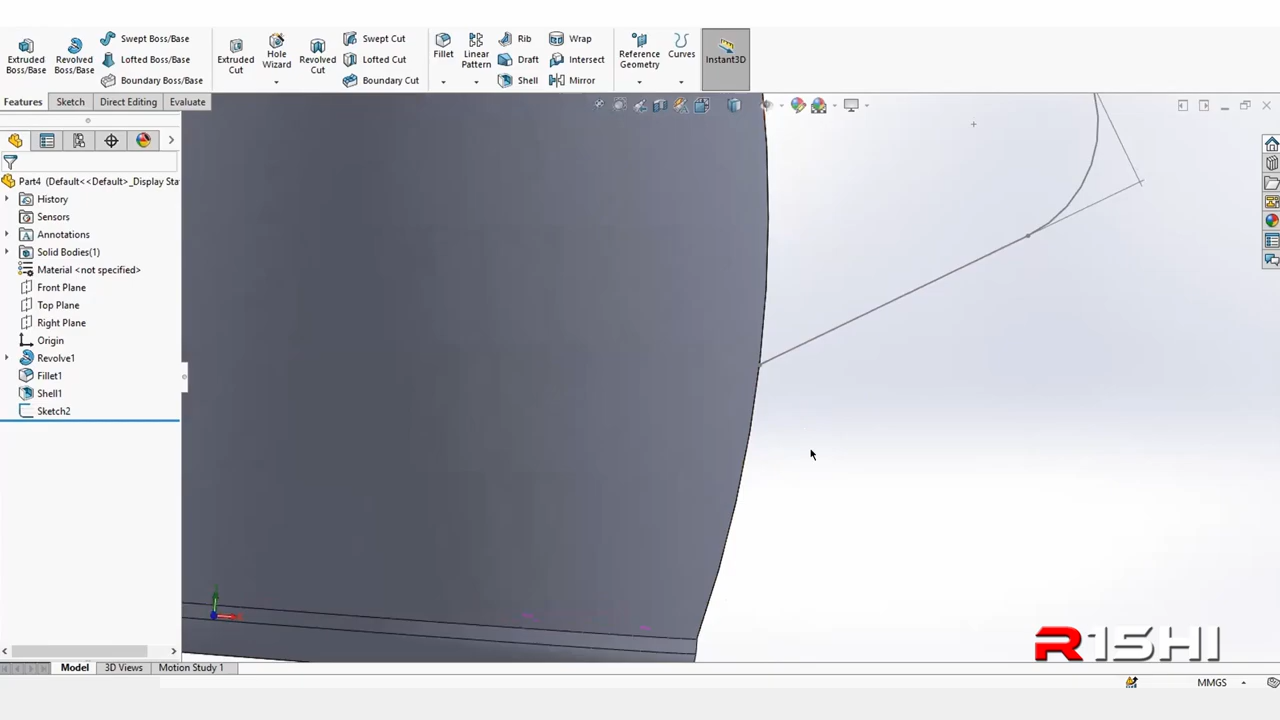 Extruded Boss/Base
Revolved Boss/Base
Swept Boss/Base
Lofted Boss/Base
Boundary Boss/Base
Extruded Cut
Hole Wizard
Revolved Cut
Swept Cut
Lofted Cut
Boundary Cut
Fillet
Linear Pattern
Rib
Draft
Shell
Wrap
Intersect
Mirror
Reference Geometry
Curves
Instant3D
Features
Sketch
Direct Editing
Evaluate
Part4 (Default<<Default>_Display Sta
History
Sensors
Annotations
Solid Bodies(1)
Material <not specified>
Front Plane
Top Plane
Right Plane
Origin
Revolve1
Fillet1
Shell1
Sketch2
R15HI
Model
3D Views
Motion Study 1
MMGS